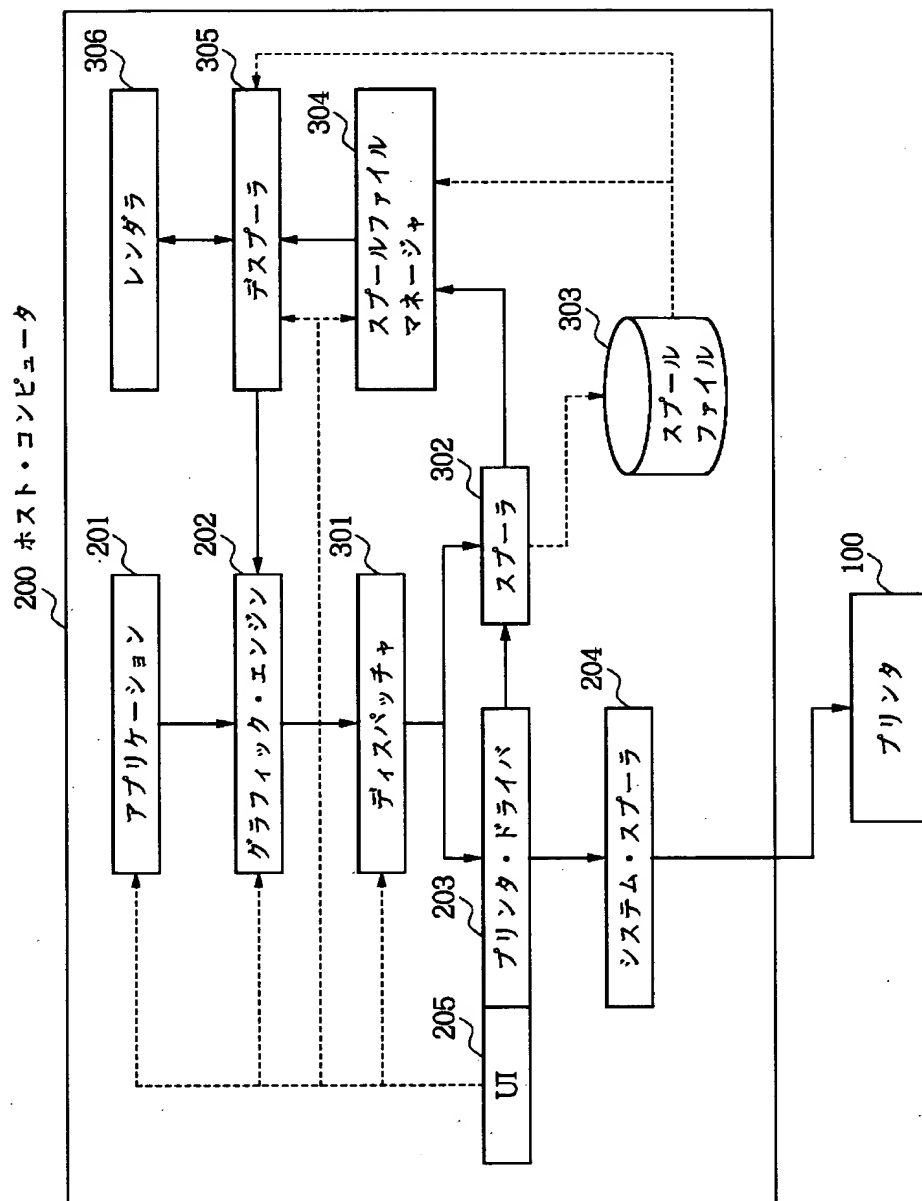 200 ホスト・コンピュータ
201
アプリケーション
202
グラフィック・エンジン
301
ディスパッチャ
205
UI
203
プリンタ・ドライバ
302
スプーラ
204
システム・スプーラ
303
スプール
ファイル
304
スプールファイル
マネージャ
305
デスプーラ
306
レンダラ
100
プリンタ